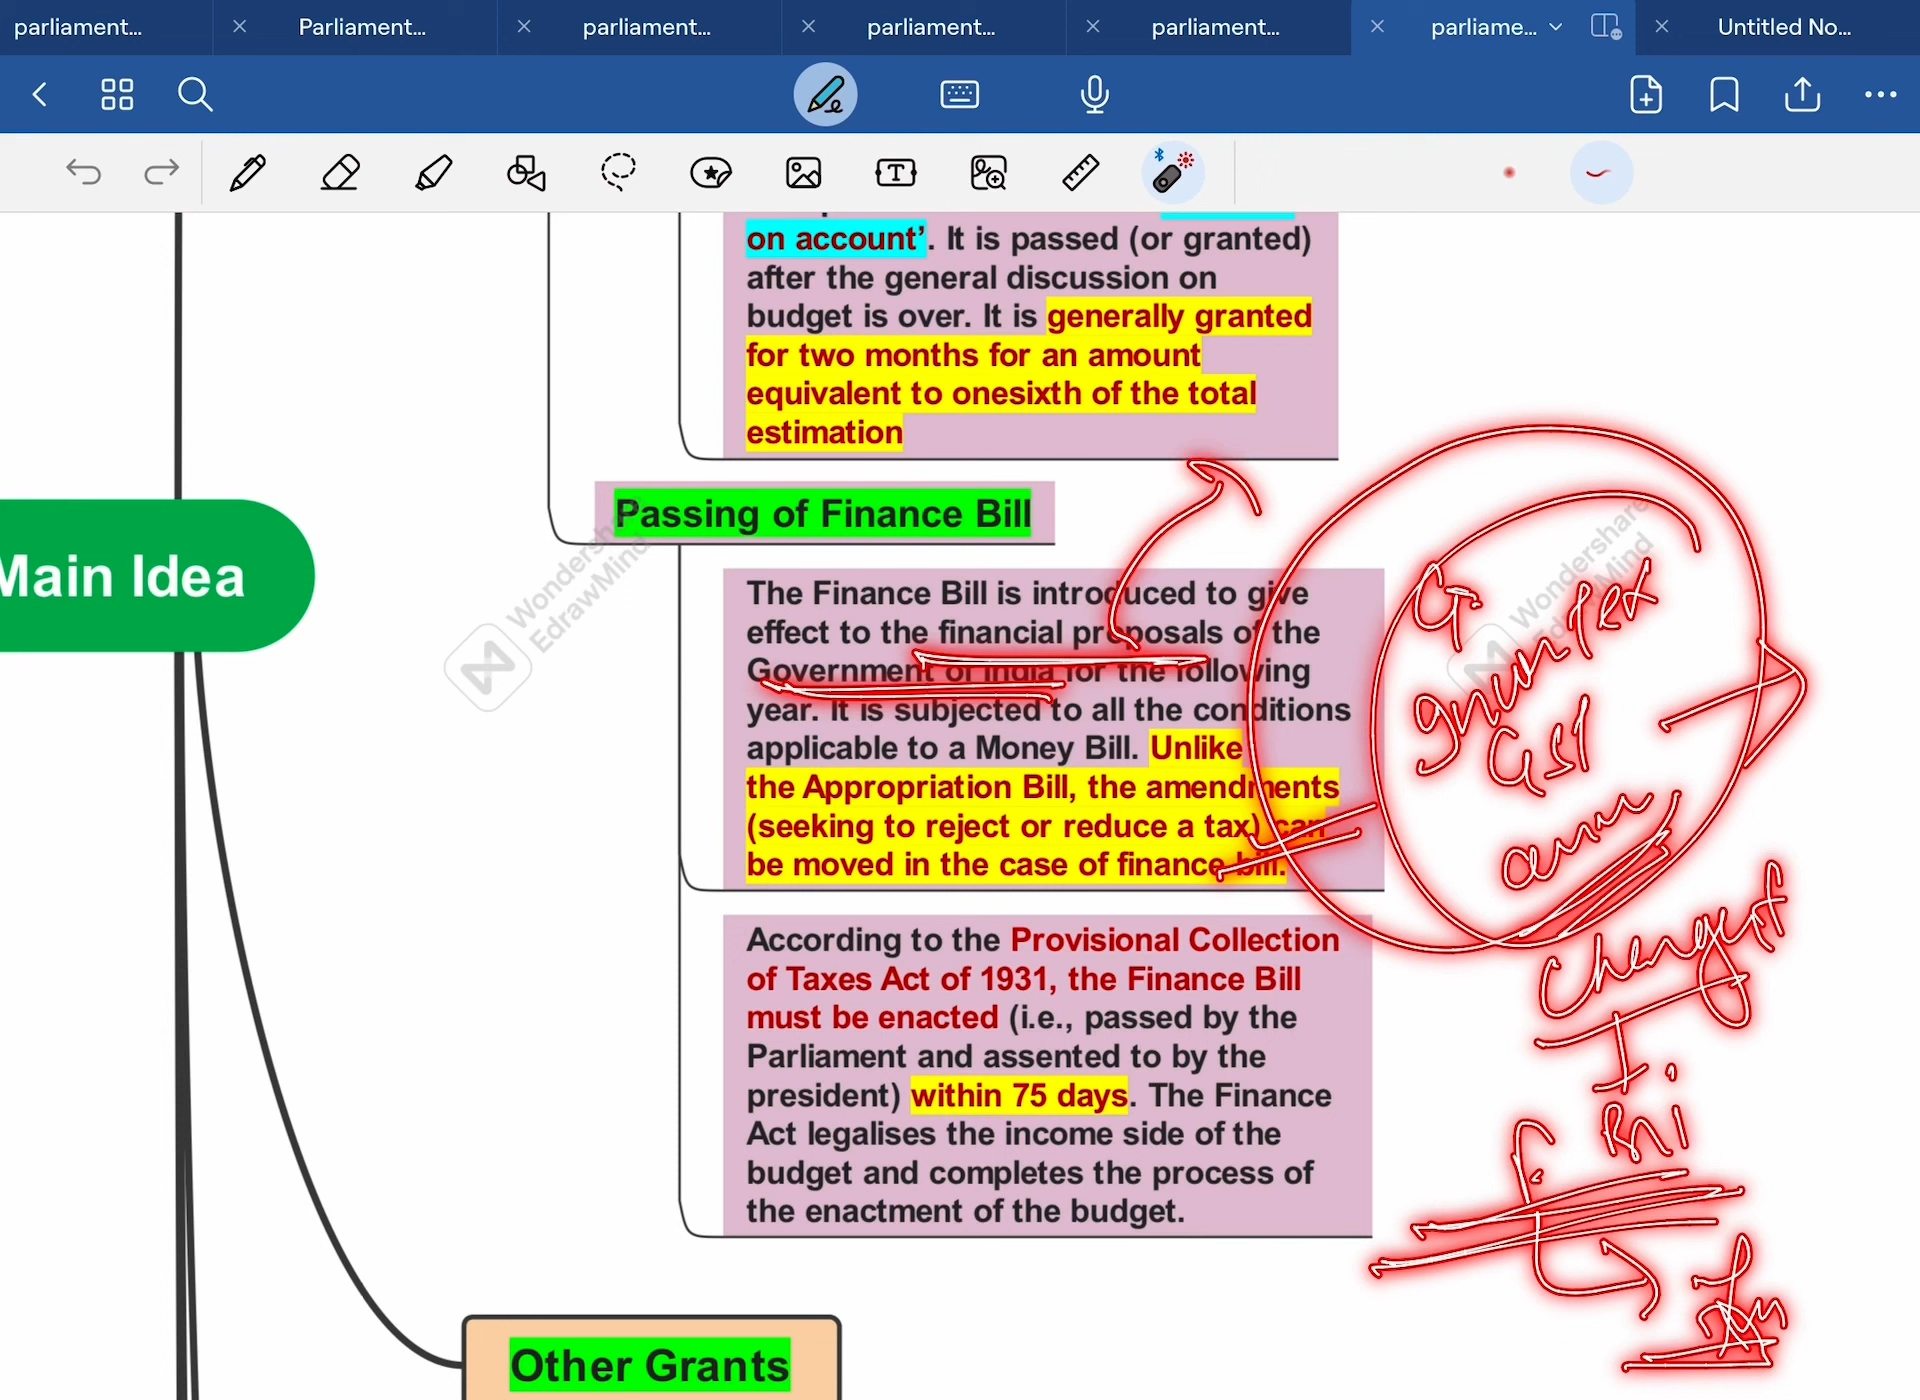 parliament...
Parliament...
parliament...
parliament...
parliament...
parliame...
Untitled No...
on account’. It is passed (or granted)
after the general discussion on
budget is over. It is generally granted
for two months for an amount
equivalent to onesixth of the total
estimation
Passing of Finance Bill
Main Idea
The Finance Bill is introduced to give
effect to the financial proposals of the
Government of India for the following
year. It is subjected to all the conditions
applicable to a Money Bill. Unlike
the Appropriation Bill, the amendments
(seeking to reject or reduce a tax) can
be moved in the case of finance bill.
According to the Provisional Collection
of Taxes Act of 1931, the Finance Bill
must be enacted (i.e., passed by the
Parliament and assented to by the
president) within 75 days. The Finance
Act legalises the income side of the
budget and completes the process of
the enactment of the budget.
Other Grants
Wondershare
EdrawMind
Wondershare
EdrawMind
GST